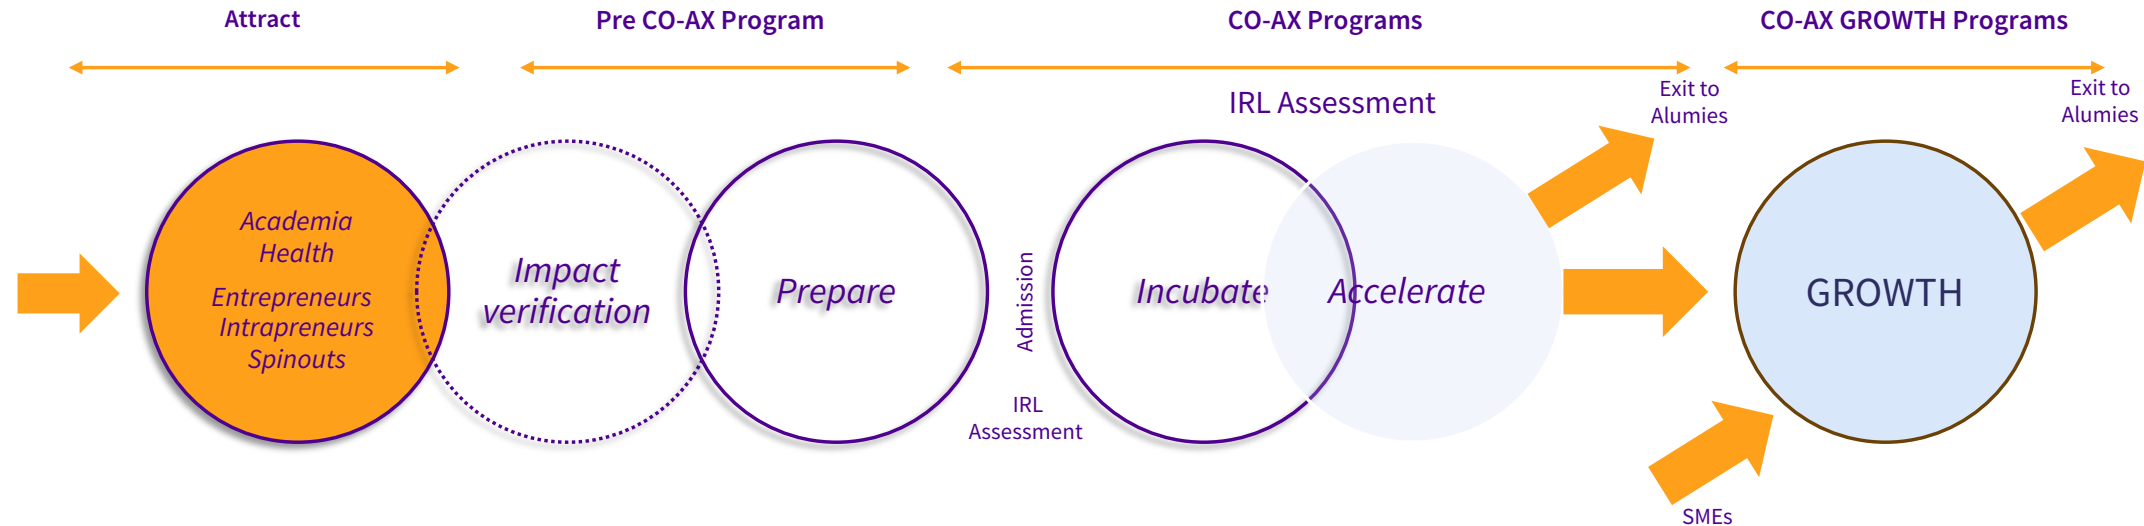 Attract
Pre CO-AX Program
CO-AX Programs
CO-AX GROWTH Programs
IRL Assessment
Exit to
Alumies
Exit to
Alumies
Academia
Health
Entrepreneurs
Intrapreneurs
Spinouts
Impact
verification
Prepare
Admission
IRL
Assessment
Incubate
Accelerate
GROWTH
SMEs